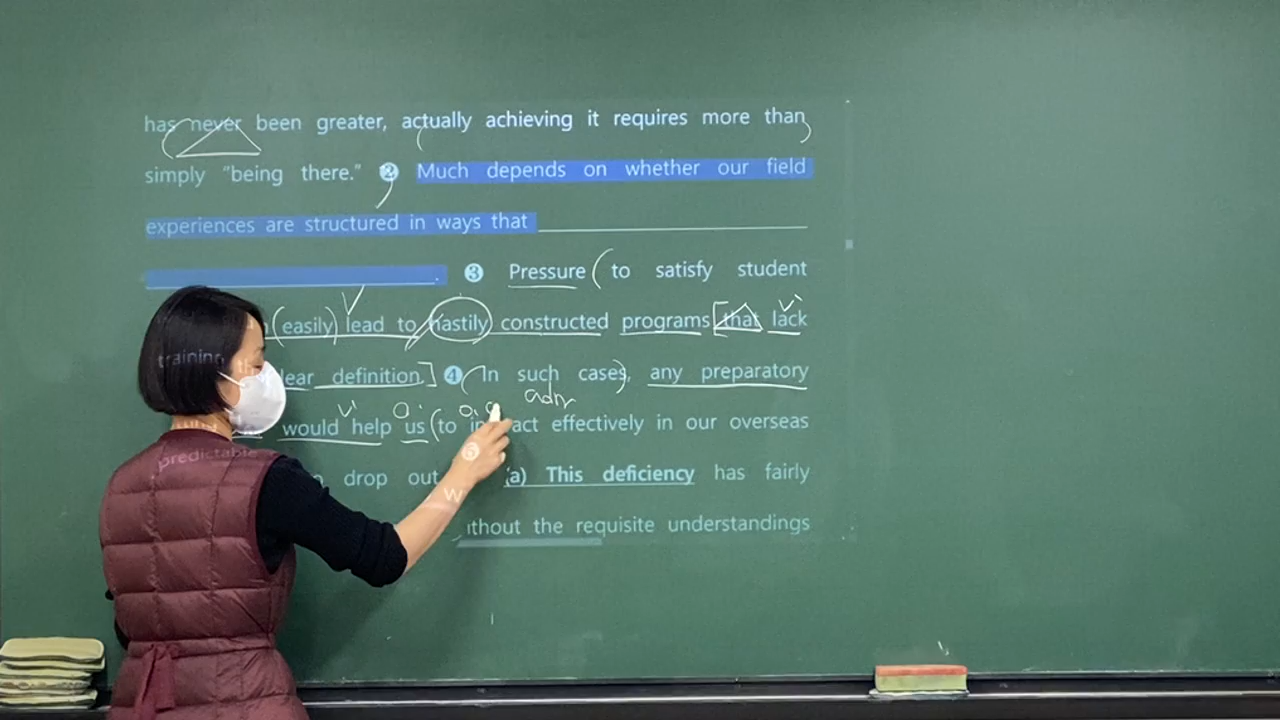 has never been greater, actually achieving it requires more than
simply "being there." ❷ Much depends on whether our field
experiences are structured in ways that
❸ Pressure (to satisfy student
(easily) lead to hastily constructed programs [that lack
lear definition.] ❹ (In such cases), any preparatory
training
would help us (to in act effectively in our overseas
predictable drop out (a) This deficiency has fairly
W ithout the requisite understandings